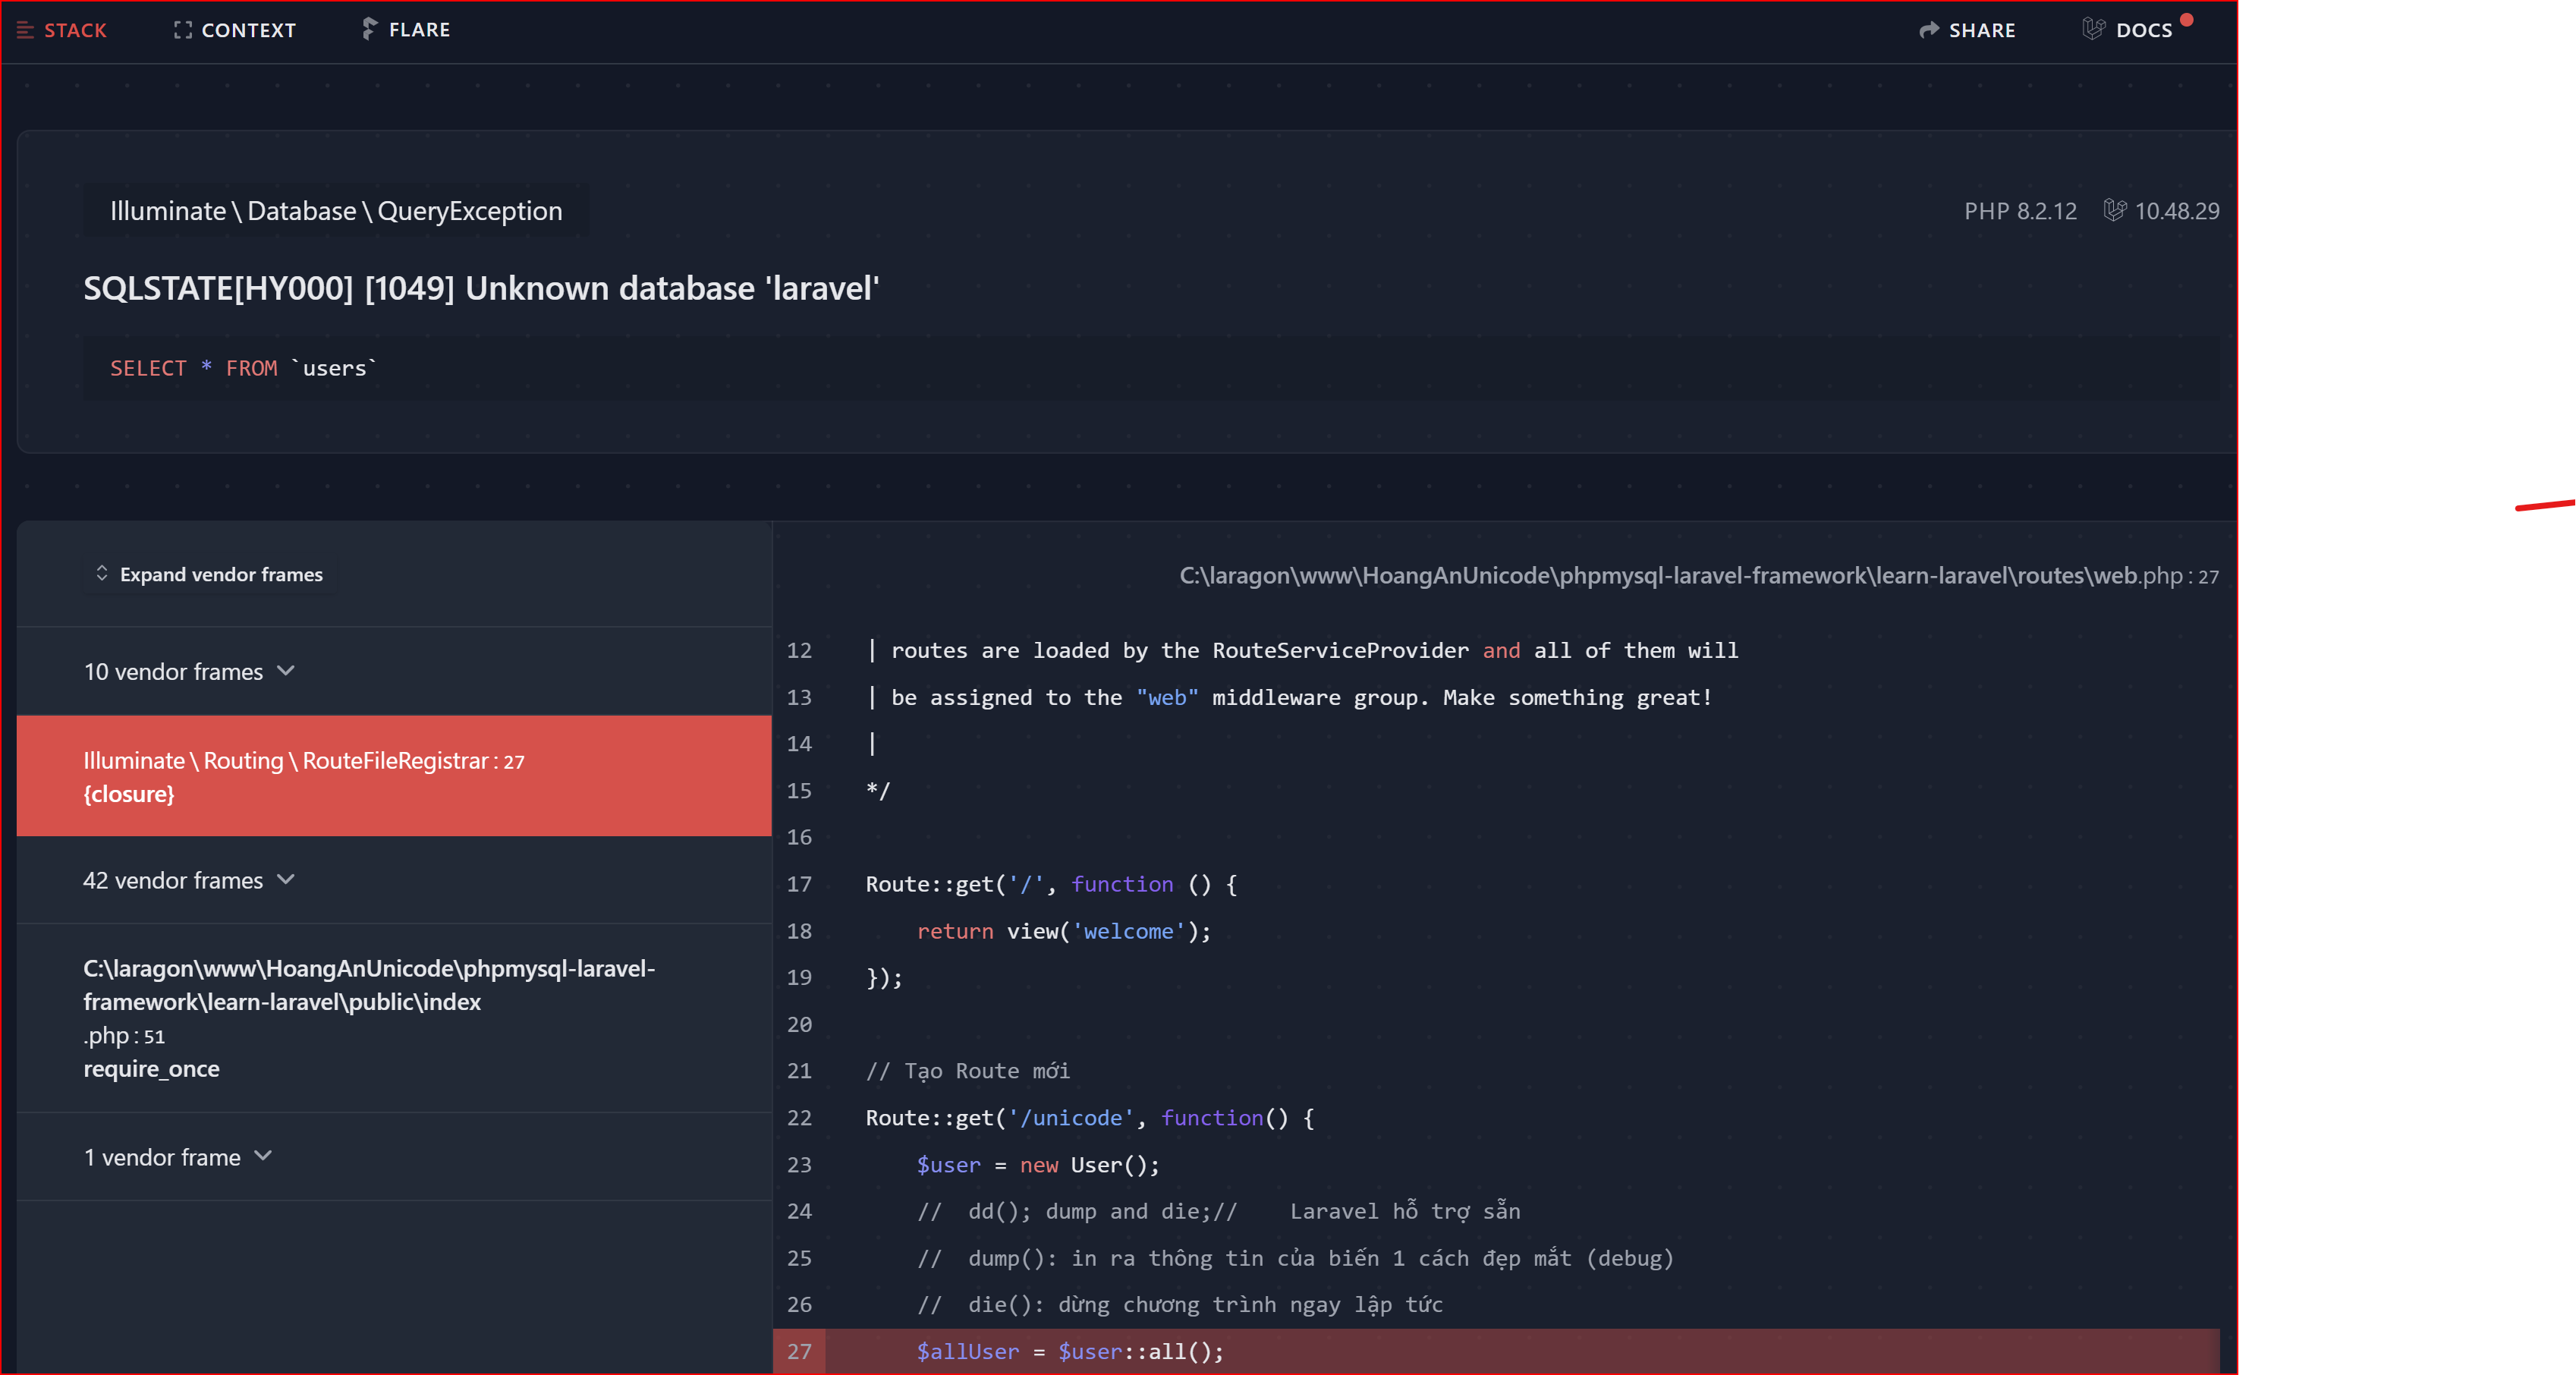 STACK
CONTEXT
FLARE
SHARE
DOCS
Illuminate\Database\QueryException
PHP 8.2.12
10.48.29
SQLSTATE[HY000] [1049] Unknown database 'laravel'
SELECT * FROM `users`
Expand vendor frames
10 vendor frames
Illuminate\Routing\RouteFileRegistrar:27
{closure}
42 vendor frames
C:\laragon\www\HoangAnUnicode\phpmysql-laravel-
framework\learn-laravel\public\index
.php:51
require_once
1 vendor frame
C:\laragon\www\HoangAnUnicode\phpmysql-laravel-framework\learn-laravel\routes\web.php:27
12 | routes are loaded by the RouteServiceProvider and all of them will
13 | be assigned to the "web" middleware group. Make something great!
14 |
15 */
16
17 Route::get('/', function () {
18     return view('welcome');
19 });
20
21 // Tạo Route mới
22 Route::get('/unicode', function() {
23     $user = new User();
24     //  dd(); dump and die;//    Laravel hỗ trợ sẵn
25     //  dump(): in ra thông tin của biến 1 cách đẹp mắt (debug)
26     //  die(): dừng chương trình ngay lập tức
27     $allUser = $user::all();